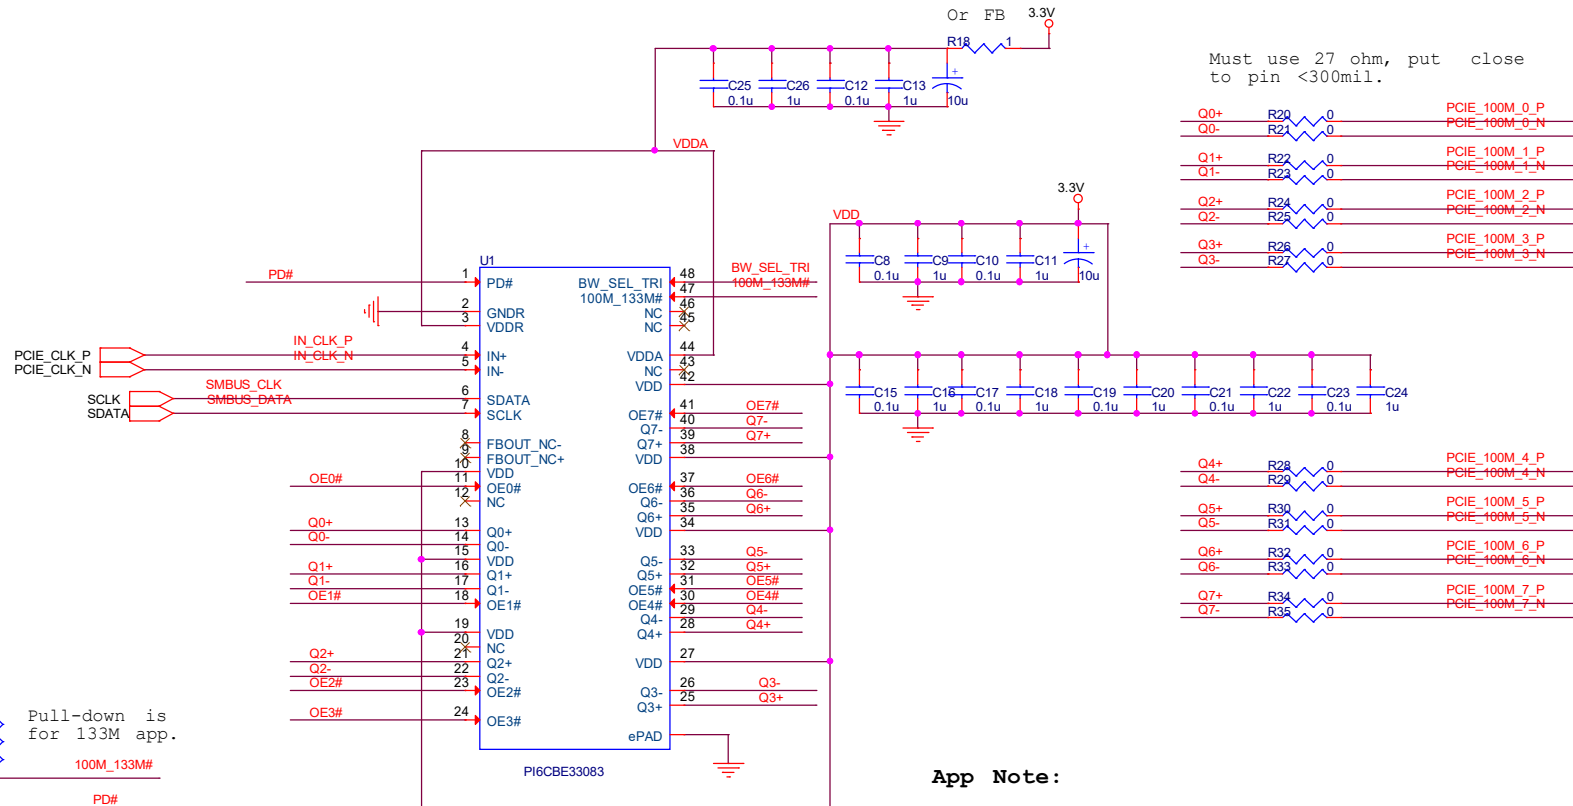 Or FB 3.3V
R18 1
C25 C26 C12 C13
0.1u 1u 0.1u 1u 10u
VDDA
Must use 27 ohm, put close
to pin <300mil.
Q0+ R20 0 PCIE_100M_0_P
Q0- R21 0 PCIE_100M_0_N
Q1+ R22 0 PCIE_100M_1_P
Q1- R23 0 PCIE_100M_1_N
Q2+ R24 0 PCIE_100M_2_P
Q2- R25 0 PCIE_100M_2_N
Q3+ R26 0 PCIE_100M_3_P
Q3- R27 0 PCIE_100M_3_N
3.3V
VDD
C8 C9 C10 C11
0.1u 1u 0.1u 1u 10u
U1
PD# 1 PD#
2 GNDR
3 VDDR
PCIE_CLK_P IN_CLK_P 4 IN+
PCIE_CLK_N IN_CLK_N 5 IN-
SCLK SMBUS_CLK 6 SDATA
SDATA SMBUS_DATA 7 SCLK
8 FBOUT_NC-
9 FBOUT_NC+
10 VDD
OE0# 11 OE0#
12 NC
Q0+ 13 Q0+
Q0- 14 Q0-
15 VDD
Q1+ 16 Q1+
Q1- 17 Q1-
OE1# 18 OE1#
19 VDD
20 NC
Q2+ 21 Q2+
Q2- 22 Q2-
OE2# 23 OE2#
OE3# 24 OE3#
BW_SEL_TRI 48 BW_SEL_TRI
100M_133M# 47 100M_133M#
NC 46
NC 45
VDDA 44
NC 43
VDD 42
OE7# 41 OE7#
Q7- 40 Q7-
Q7+ 39 Q7+
VDD 38
OE6# 37 OE6#
Q6- 36 Q6-
Q6+ 35 Q6+
VDD 34
Q5- 33 Q5-
Q5+ 32 Q5+
OE5# 31 OE5#
OE4# 30 OE4#
Q4- 29 Q4-
Q4+ 28 Q4+
VDD 27
Q3- 26 Q3-
Q3+ 25 Q3+
ePAD
PI6CBE33083
C15 C16 C17 C18 C19 C20 C21 C22 C23 C24
0.1u 1u 0.1u 1u 0.1u 1u 0.1u 1u 0.1u 1u
Q4+ R28 0 PCIE_100M_4_P
Q4- R29 0 PCIE_100M_4_N
Q5+ R30 0 PCIE_100M_5_P
Q5- R31 0 PCIE_100M_5_N
Q6+ R32 0 PCIE_100M_6_P
Q6- R33 0 PCIE_100M_6_N
Q7+ R34 0 PCIE_100M_7_P
Q7- R35 0 PCIE_100M_7_N
Pull-down is
for 133M app.
100M_133M#
PD#
App Note: